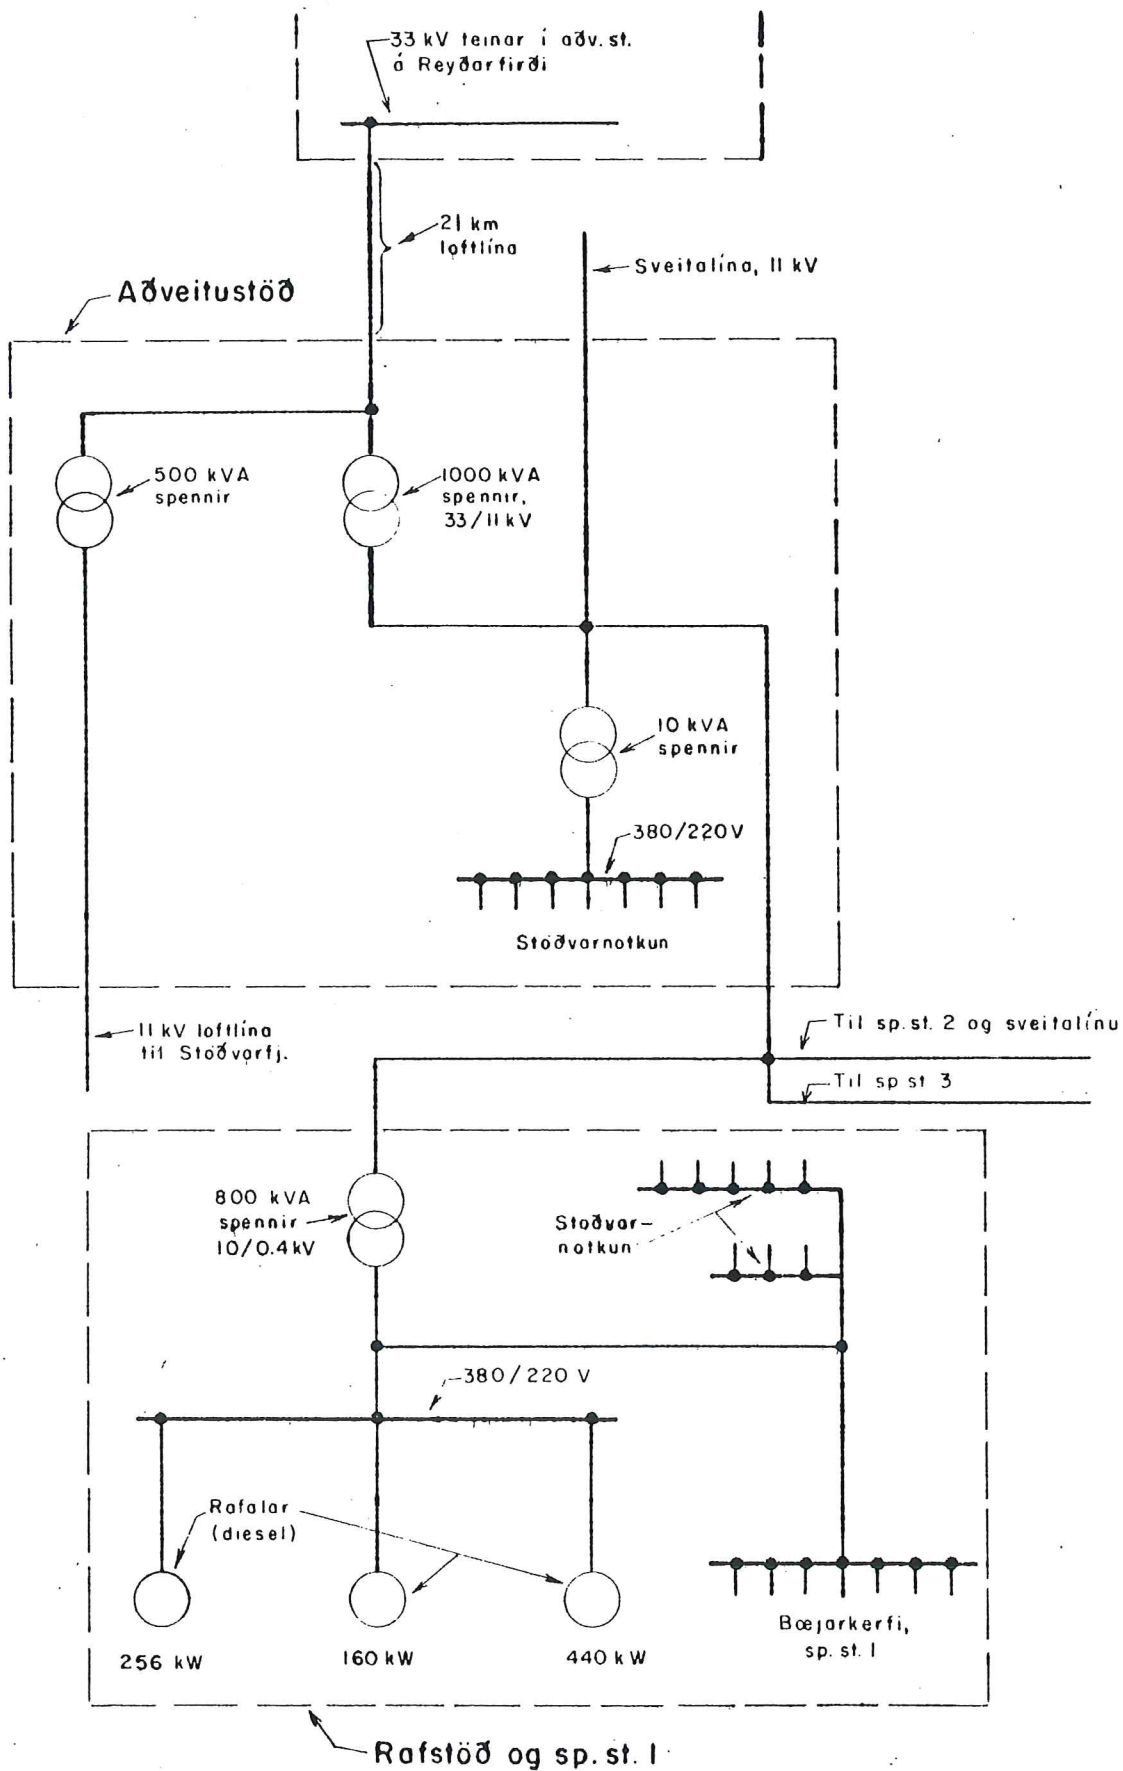 33 kV teinar í aðv. st.
á Reyðarfirði
21 km
loftlína
Sveitalína, 11 kV
Aðveitustöð
500 kVA
spennir
1000 kVA
spennir,
33/11 kV
10 kVA
spennir
380/220V
Stöðvarnotkun
11 kV loftlína
til Stöðvarfj.
Til sp. st. 2 og sveitalínu
Til sp st 3
800 kVA
spennir
10/0.4 kV
Stöðvar-
notkun
380/220 V
Rafalar
(diesel)
256 kW
160 kW
440 kW
Bæjarkerfi,
sp. st. 1
Rafstöð og sp. st. 1